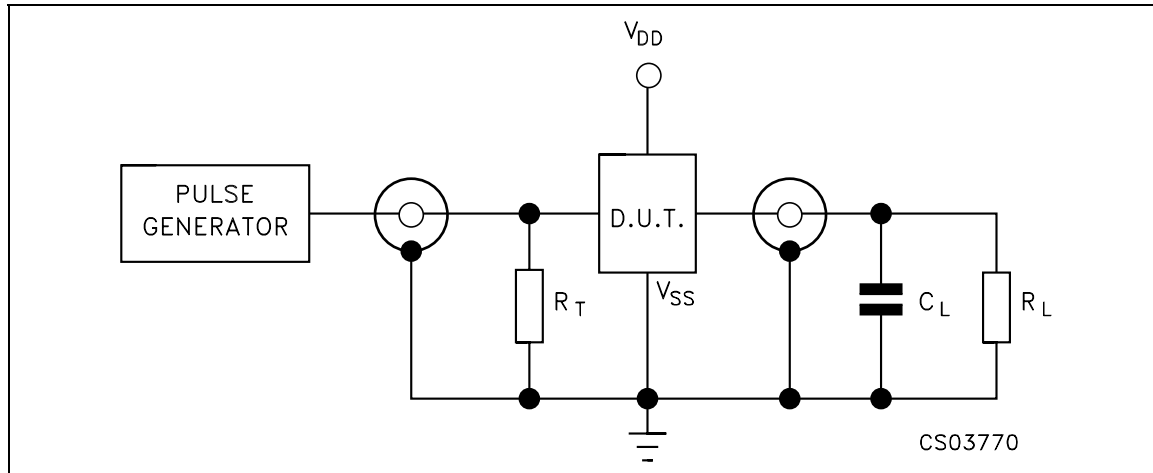 VDD
PULSE
GENERATOR
D.U.T.
VSS
RT
CL
RL
CS03770